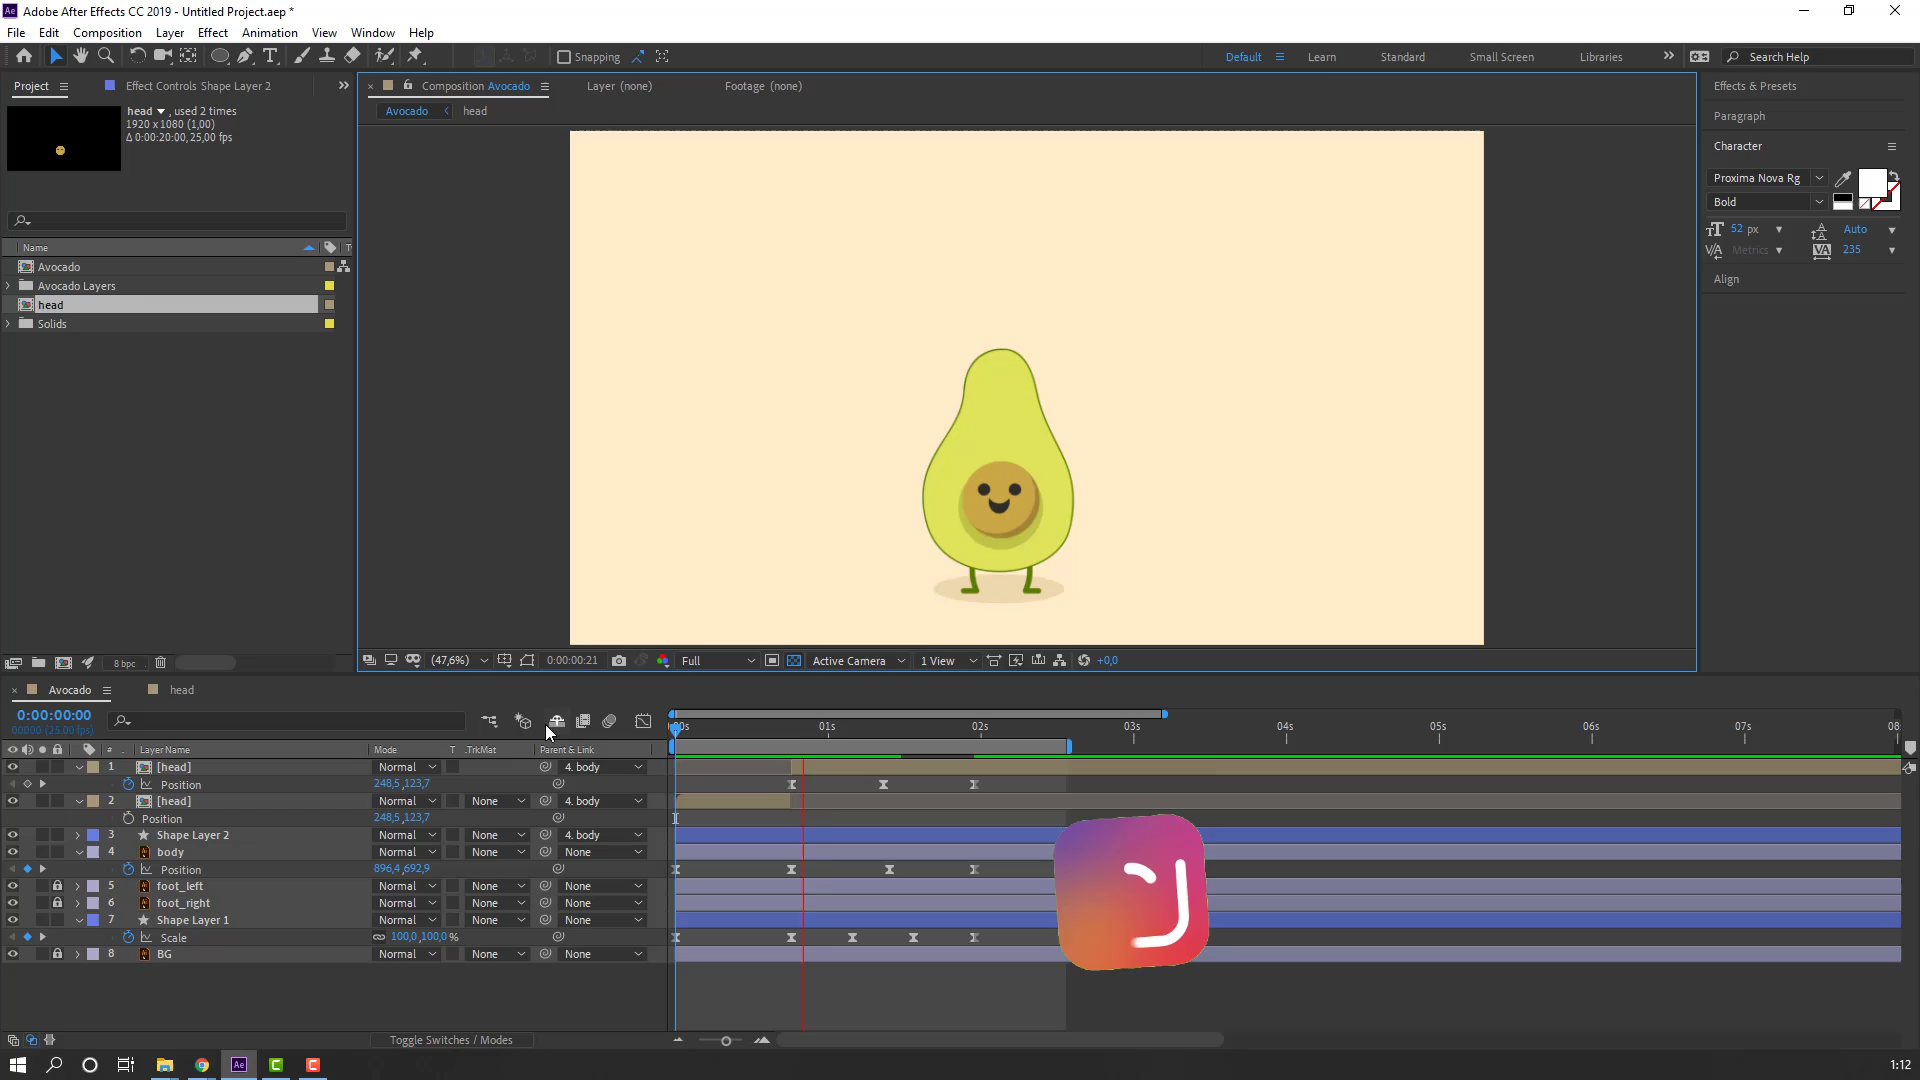 Adobe After Effects CC 2019 - Untitled Project.aep *
File Edit Composition Layer Effect Animation View Window Help
Snapping
Default Learn Standard Small Screen Libraries Search Help
Project Effect Controls Shape Layer 2
head , used 2 times
1920 x 1080 (1,00)
Δ 0:00:20:00, 25,00 fps
Composition Avocado Layer (none) Footage (none)
Avocado head
Effects & Presets
Paragraph
Character
Proxima Nova Rg
Bold
52 px Auto
Metrics 235
Align
Name
Avocado
Avocado Layers
head
Solids
8 bpc
(47,6%) 0:00:00:21 Full Active Camera 1 View +0,0
Avocado head
0:00:00:00
00000 (25.00 fps)
:00s 01s 02s 03s 04s 05s 06s 07s 08
# Layer Name Mode T .TrkMat Parent & Link
1 [head] Normal 4. body
Position 248,5 ,123,7
2 [head] Normal None 4. body
Position 248,5 ,123,7
3 Shape Layer 2 Normal None 4. body
4 body Normal None None
Position 896,4 ,692,9
5 foot_left Normal None None
6 foot_right Normal None None
7 Shape Layer 1 Normal None None
Scale 100,0 ,100,0 %
8 BG Normal None None
Toggle Switches / Modes
Ae
1:12